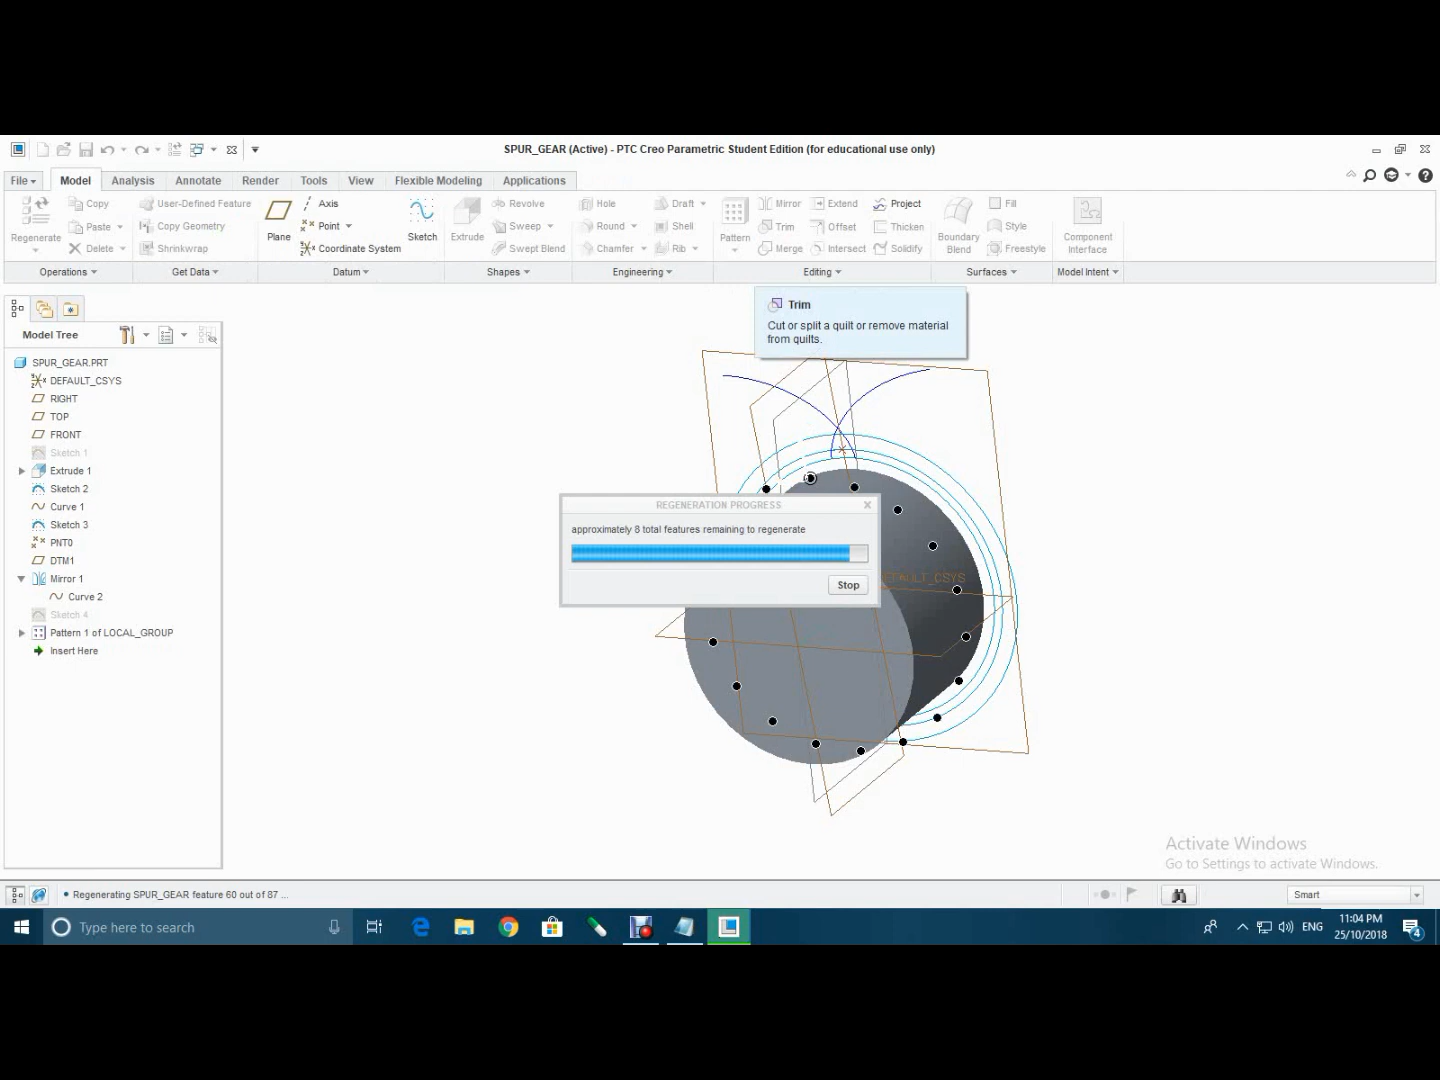 SPUR_GEAR (Active) - PTC Creo Parametric Student Edition (for educational use only)
File Model Analysis Annotate Render Tools View Flexible Modeling Applications
Regenerate Copy Paste Delete
User-Defined Feature Copy Geometry Shrinkwrap
Plane Axis Point Coordinate System Sketch
Extrude Revolve Sweep Swept Blend
Hole Round Chamfer Draft Shell Rib
Pattern Mirror Trim Merge Extend Offset Intersect Project Thicken Solidify
Boundary Blend Fill Style Freestyle
Component Interface
Operations Get Data Datum Shapes Engineering Editing Surfaces Model Intent
Trim
Cut or split a quilt or remove material
from quilts.
Model Tree
SPUR_GEAR.PRT
DEFAULT_CSYS
RIGHT
TOP
FRONT
Sketch 1
Extrude 1
Sketch 2
Curve 1
Sketch 3
PNT0
DTM1
Mirror 1
Curve 2
Sketch 4
Pattern 1 of LOCAL_GROUP
Insert Here
REGENERATION PROGRESS
approximately 8 total features remaining to regenerate
Stop
Activate Windows
Go to Settings to activate Windows.
Regenerating SPUR_GEAR feature 60 out of 87 ...
Smart
Type here to search
ENG
11:04 PM
25/10/2018
4